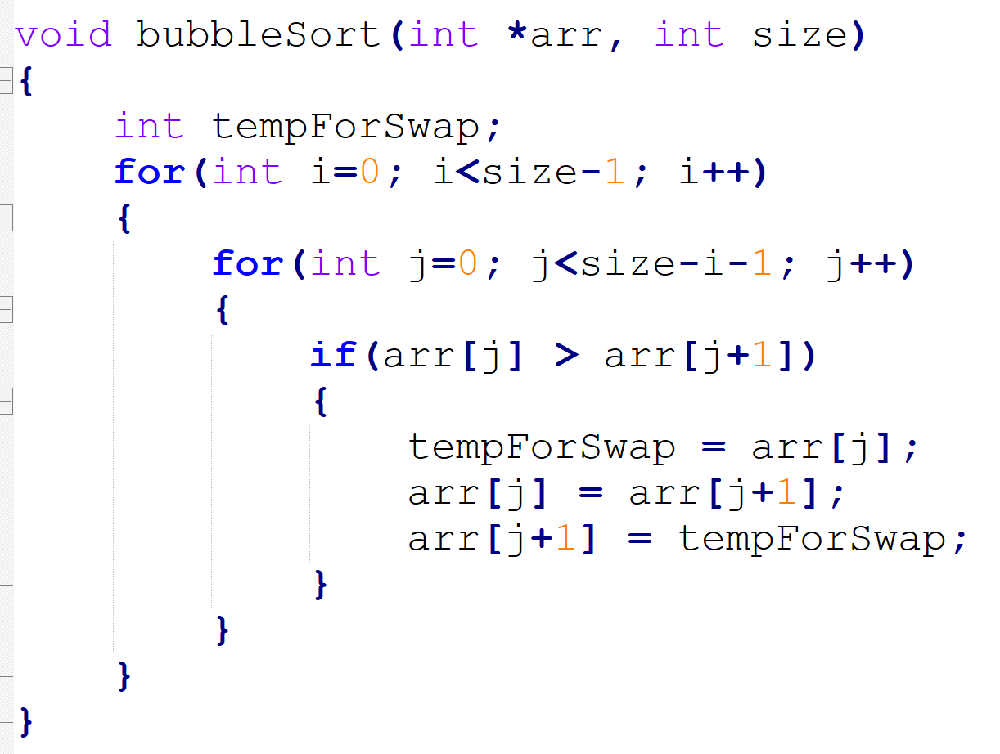 void bubbleSort(int *arr, int size)
{
    int tempForSwap;
    for(int i=0; i<size-1; i++)
    {
        for(int j=0; j<size-i-1; j++)
        {
            if(arr[j] > arr[j+1])
            {
                tempForSwap = arr[j];
                arr[j] = arr[j+1];
                arr[j+1] = tempForSwap;
            }
        }
    }
}